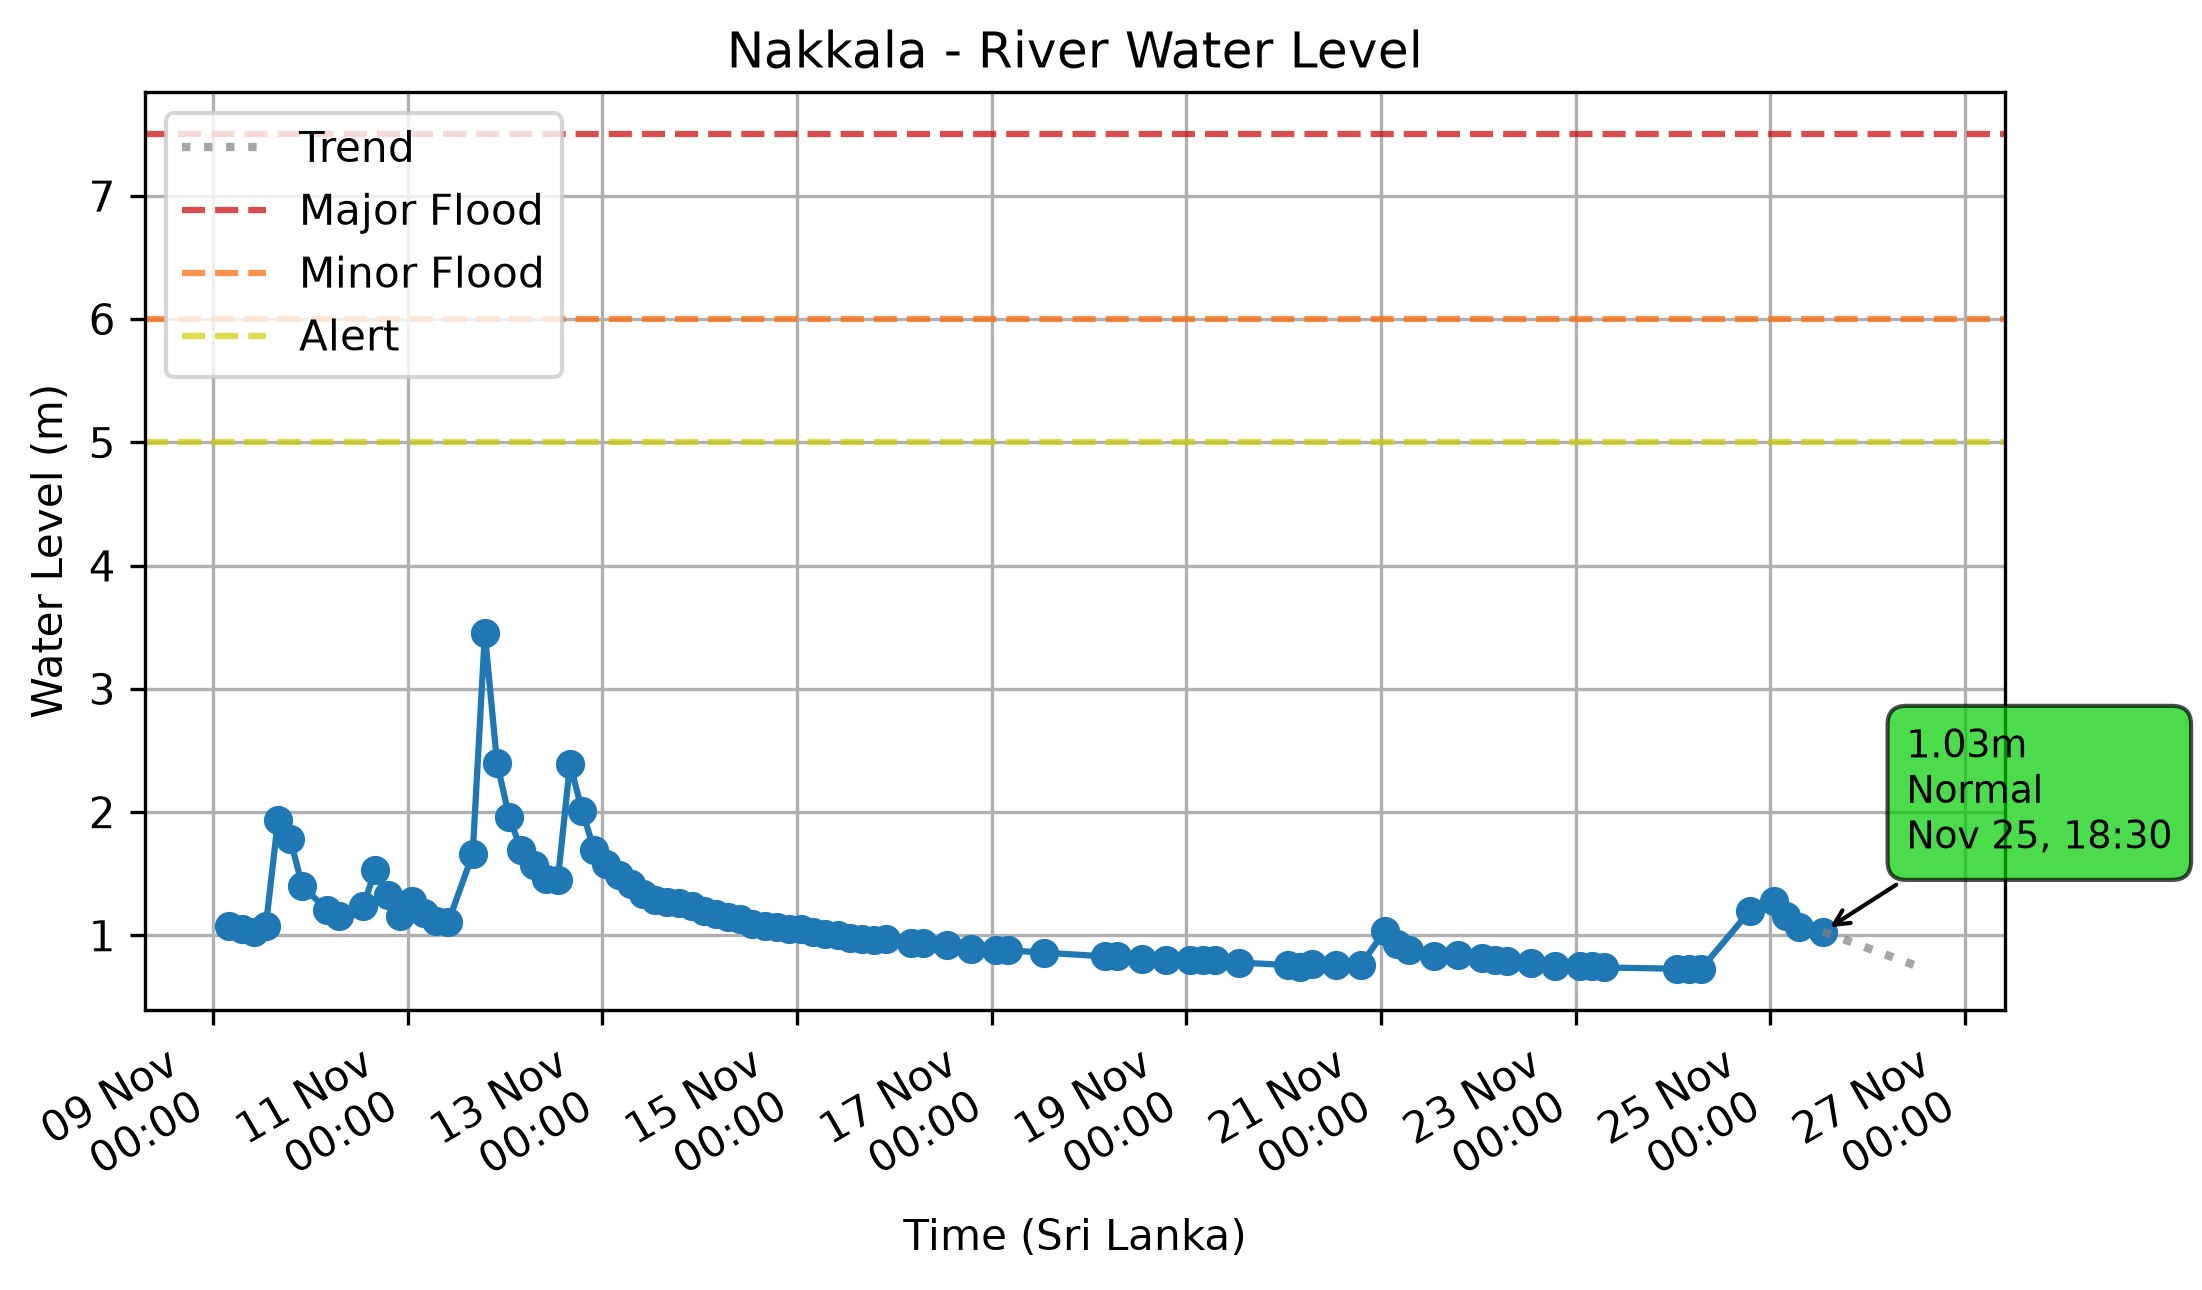 Nakkala - River Water Level
Trend
Major Flood
Minor Flood
Alert
7
6
5
4
3
2
1
Water Level (m)
1.03m
Normal
Nov 25, 18:30
09 Nov
00:00
11 Nov
00:00
13 Nov
00:00
15 Nov
00:00
17 Nov
00:00
19 Nov
00:00
21 Nov
00:00
23 Nov
00:00
25 Nov
00:00
27 Nov
00:00
Time (Sri Lanka)